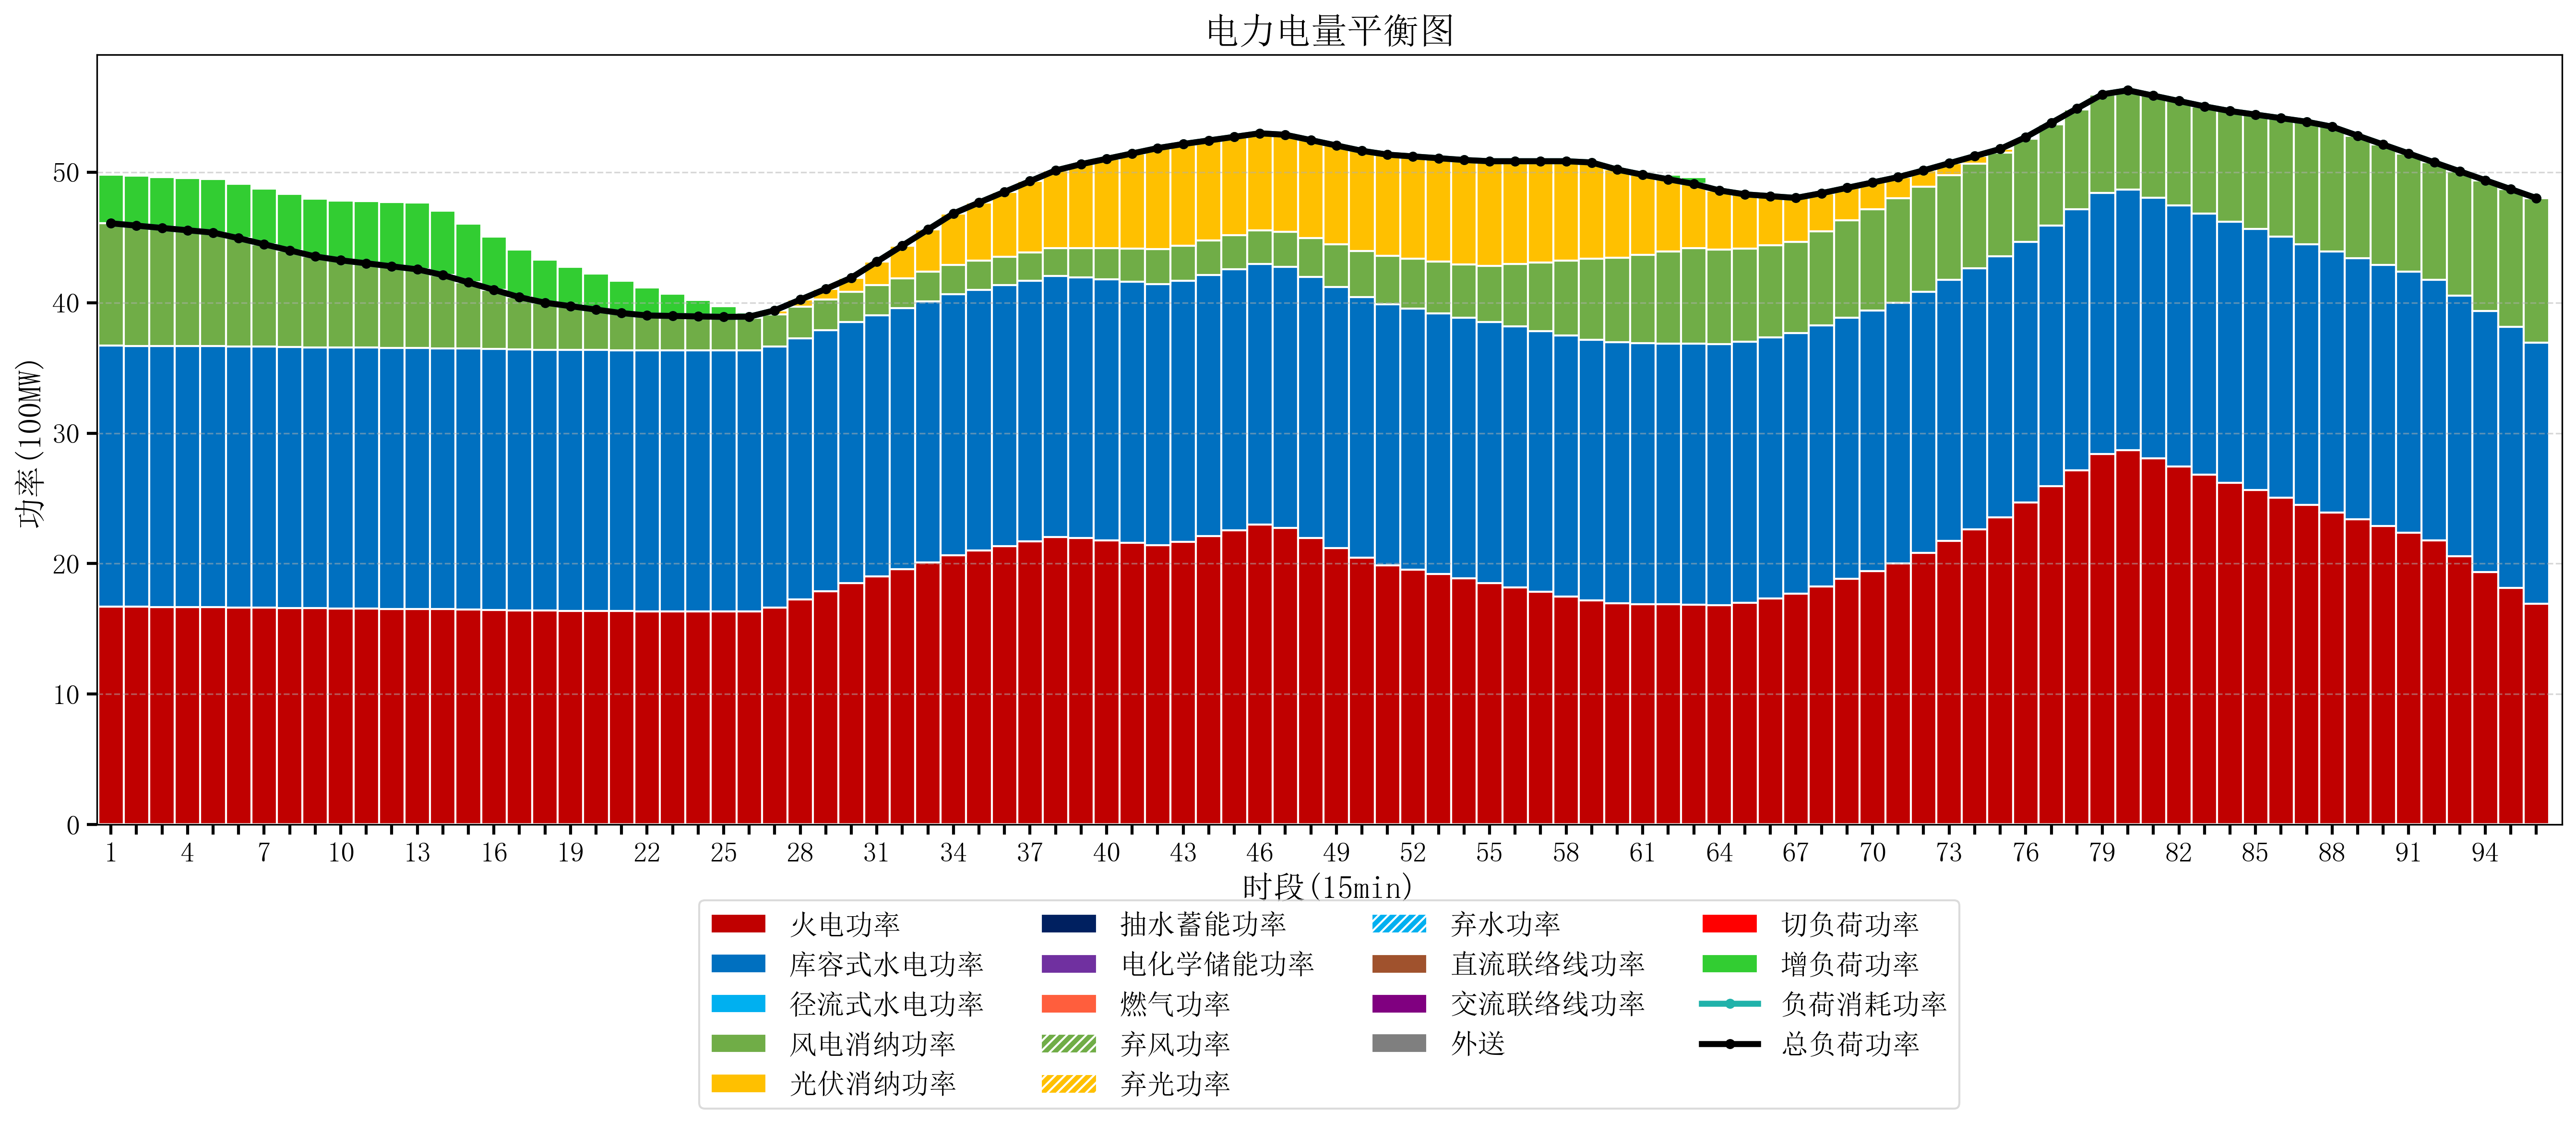 电力电量平衡图
功率(100MW)
50
40
30
20
10
0
1 4 7 10 13 16 19 22 25 28 31 34 37 40 43 46 49 52 55 58 61 64 67 70 73 76 79 82 85 88 91 94
时段(15min)
火电功率
库容式水电功率
径流式水电功率
风电消纳功率
光伏消纳功率
抽水蓄能功率
电化学储能功率
燃气功率
弃风功率
弃光功率
弃水功率
直流联络线功率
交流联络线功率
外送
切负荷功率
增负荷功率
负荷消耗功率
总负荷功率